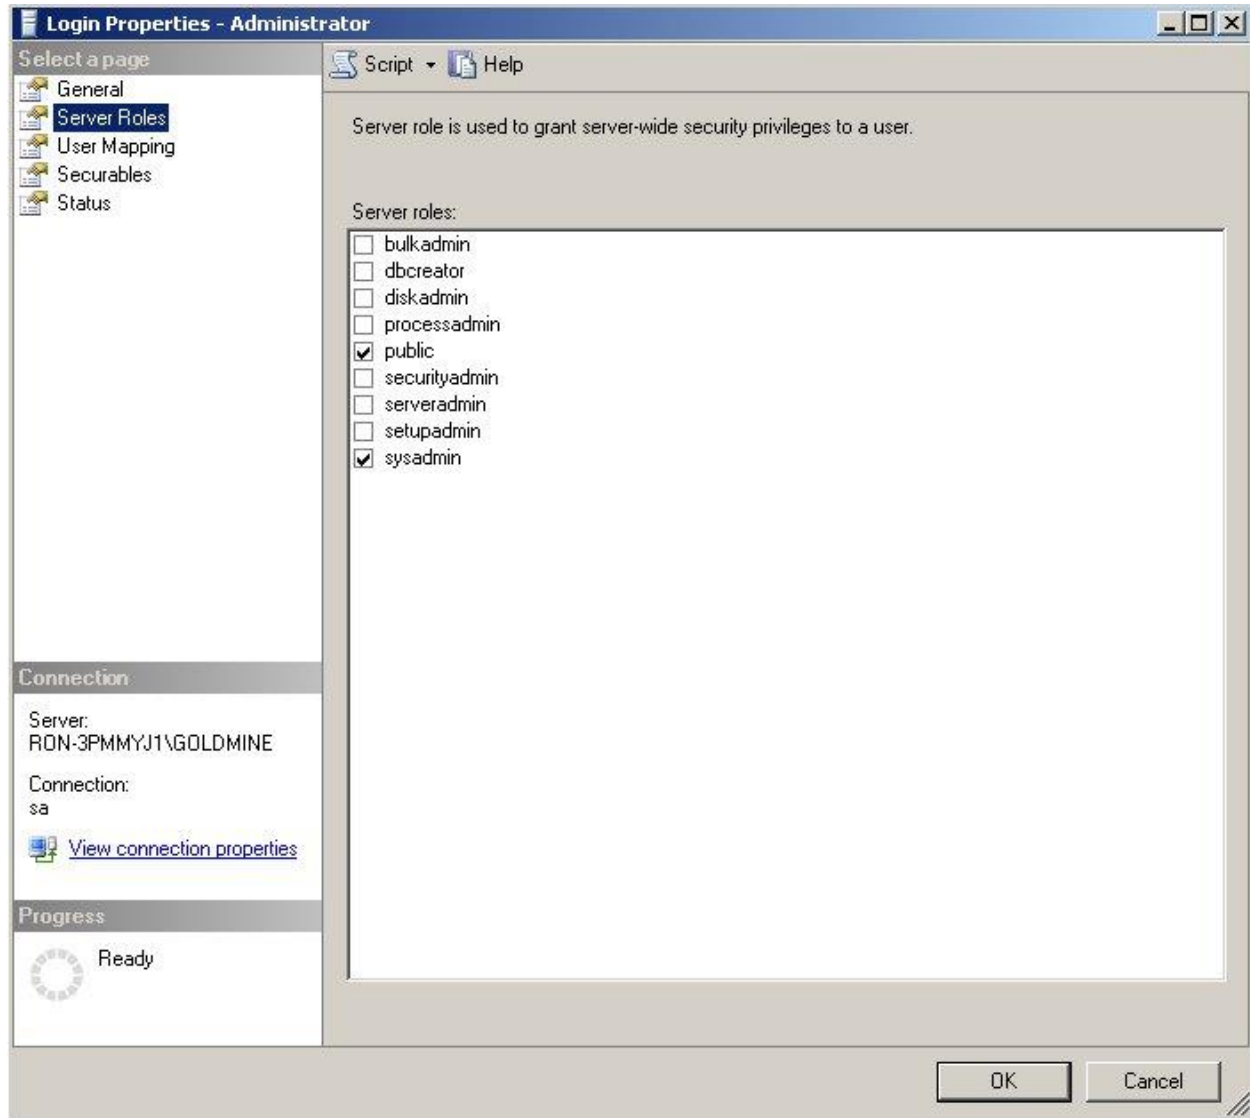 Login Properties - Administrator
Select a page
General
Server Roles
User Mapping
Securables
Status
Script
Help
Server role is used to grant server-wide security privileges to a user.
Server roles:
bulkadmin
dbcreator
diskadmin
processadmin
public
securityadmin
serveradmin
setupadmin
sysadmin
Connection
Server:
RON-3PMMYJ1\GOLDMINE
Connection:
sa
View connection properties
Progress
Ready
OK
Cancel